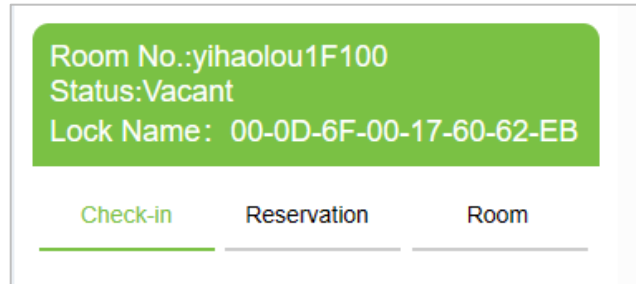 Room No.:yihaolou1F100
Status:Vacant
Lock Name： 00-0D-6F-00-17-60-62-EB
Check-in Reservation Room